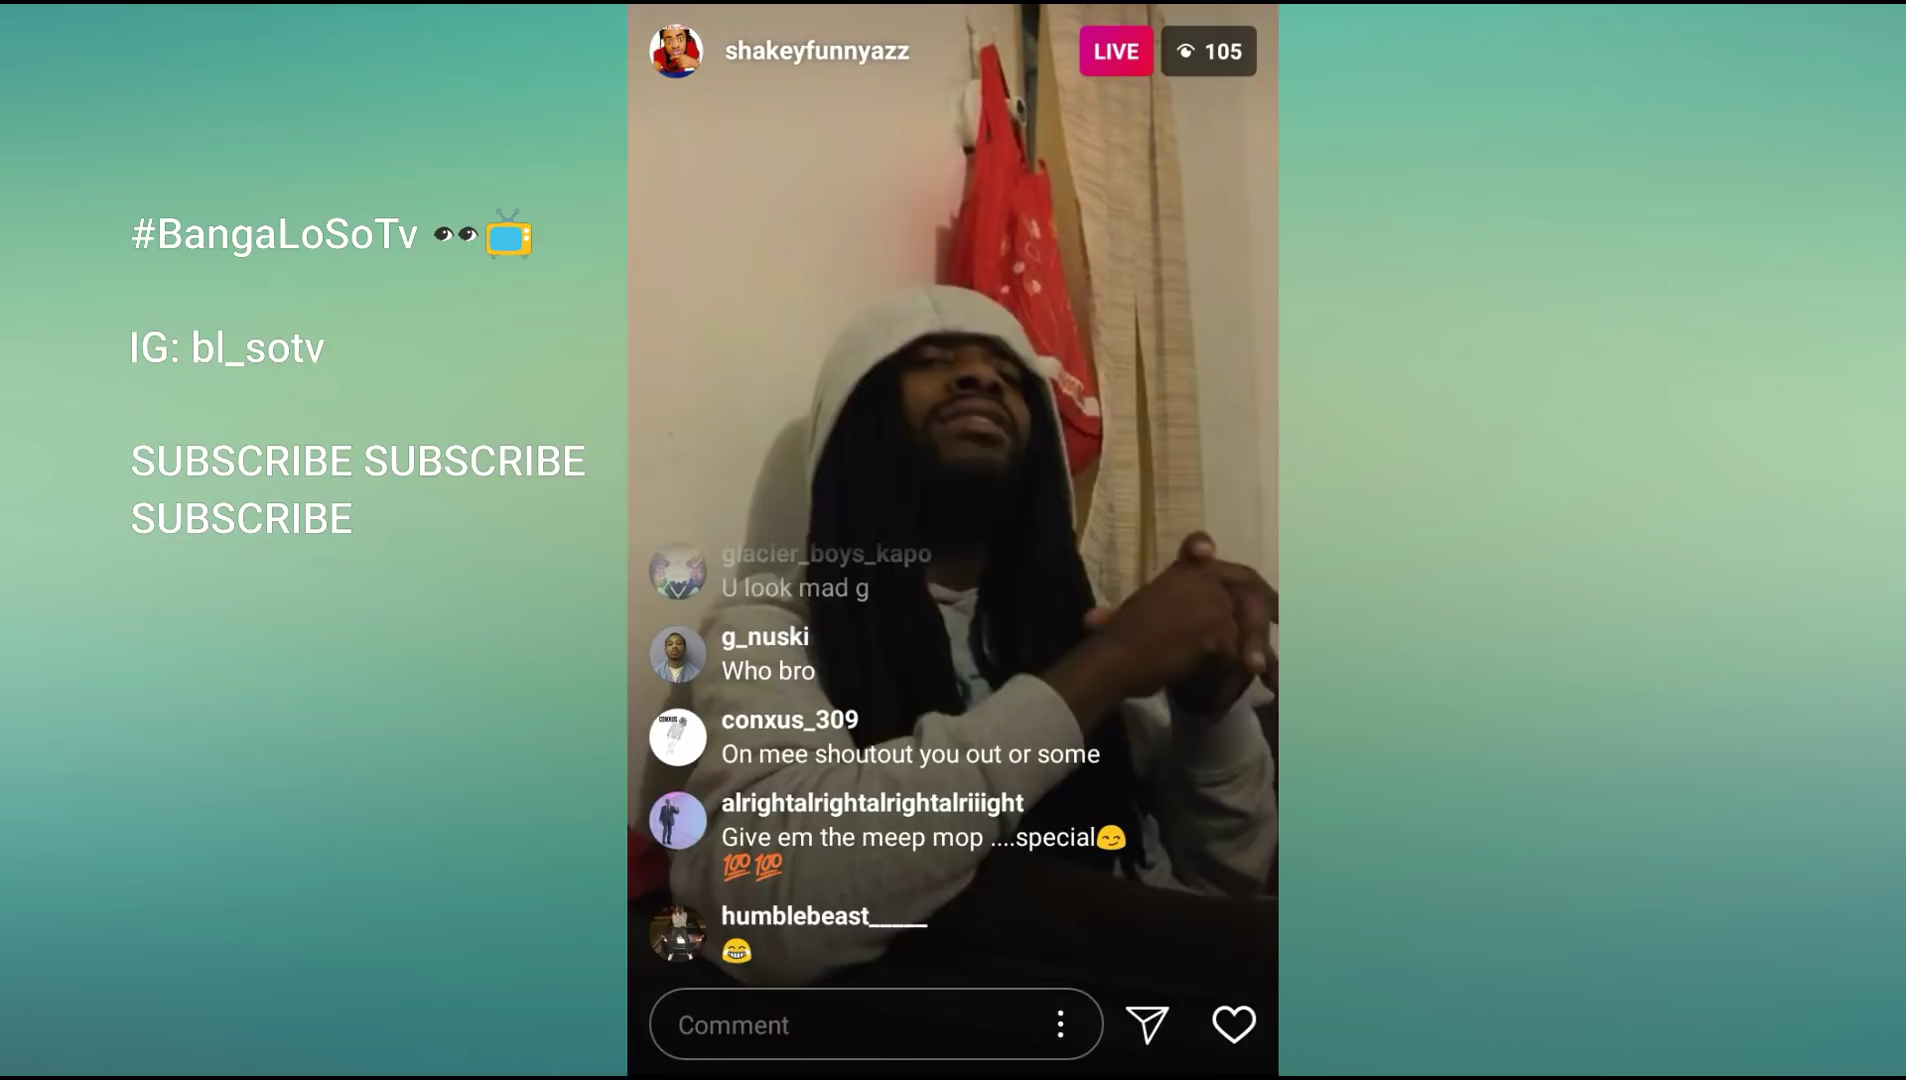 #BangaLoSoTv 👀📺
IG: bl_sotv
SUBSCRIBE SUBSCRIBE
SUBSCRIBE
shakeyfunnyazz
LIVE
105
glacier_boys_kapo
U look mad g
g_nuski
Who bro
conxus_309
On mee shoutout you out or some
alrightalrightalrightalriiight
Give em the meep mop ....special😏
💯💯
humblebeast_____
😂
Comment